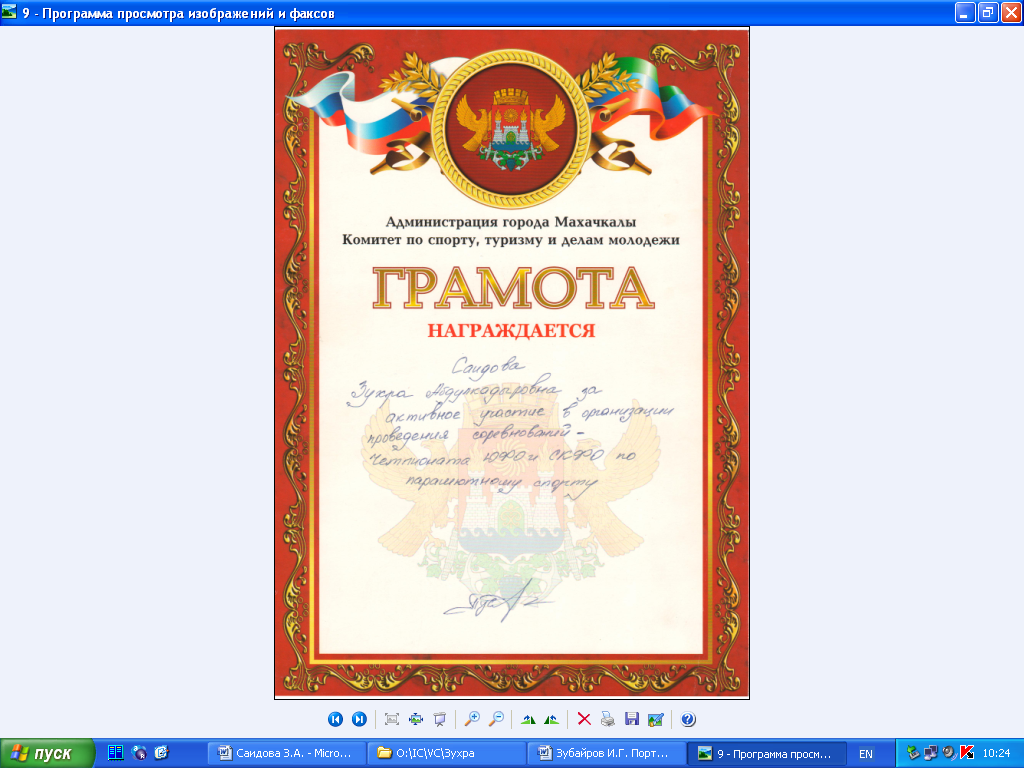 9 - Программа просмотра изображений и факсов
Администрация города Махачкалы
Комитет по спорту, туризму и делам молодежи
ГРАМОТА
НАГРАЖДАЕТСЯ
Саидова
Зухра Абдулкадыровна за
активное участие в организации
проведения соревнований -
Чемпионата ЮФО и СКФО по
парашютному спорту
пуск
Саидова З.А. - Micro...
O:\IC\VC\Зухра
Зубайров И.Г. Порт...
9 - Программа просм...
EN
10:24